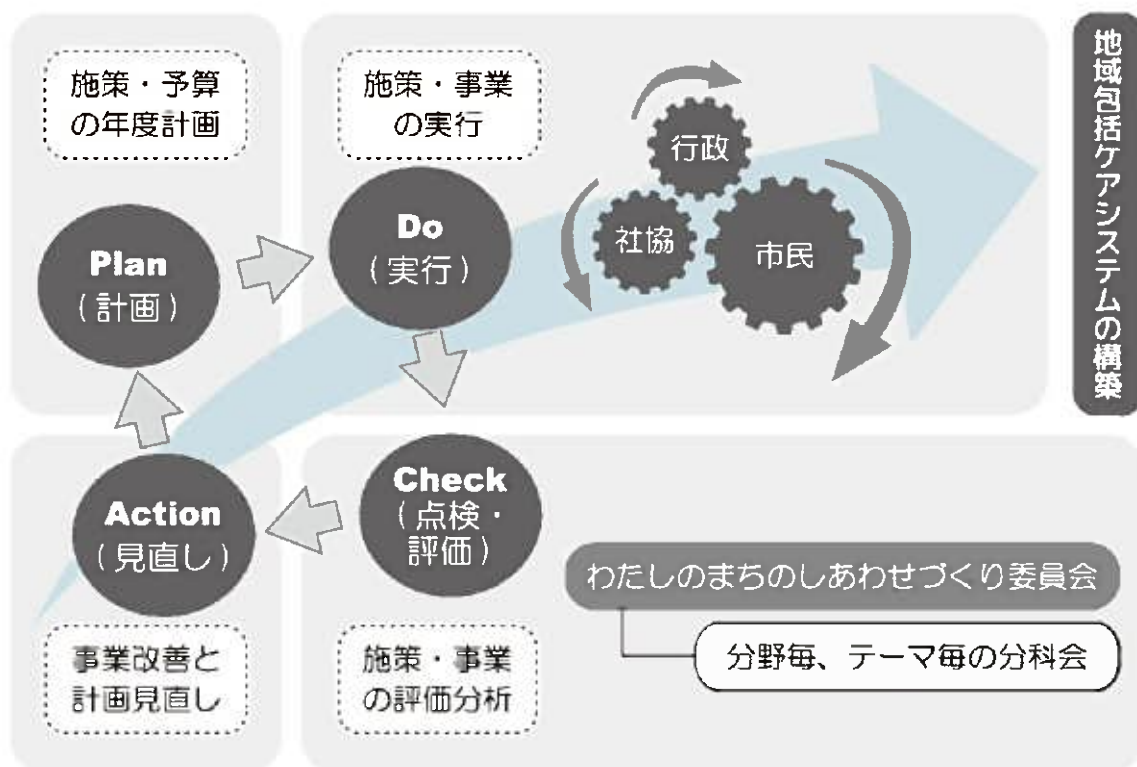 施策・予算
の年度計画
Plan
(計画)
施策・事業
の実行
Do
(実行)
行政
社協
市民
地域包括ケアシステムの構築
Action
(見直し)
事業改善と
計画見直し
Check
(点検・
評価)
施策・事業
の評価分析
わたしのまちのしあわせづくり委員会
分野毎、テーマ毎の分科会